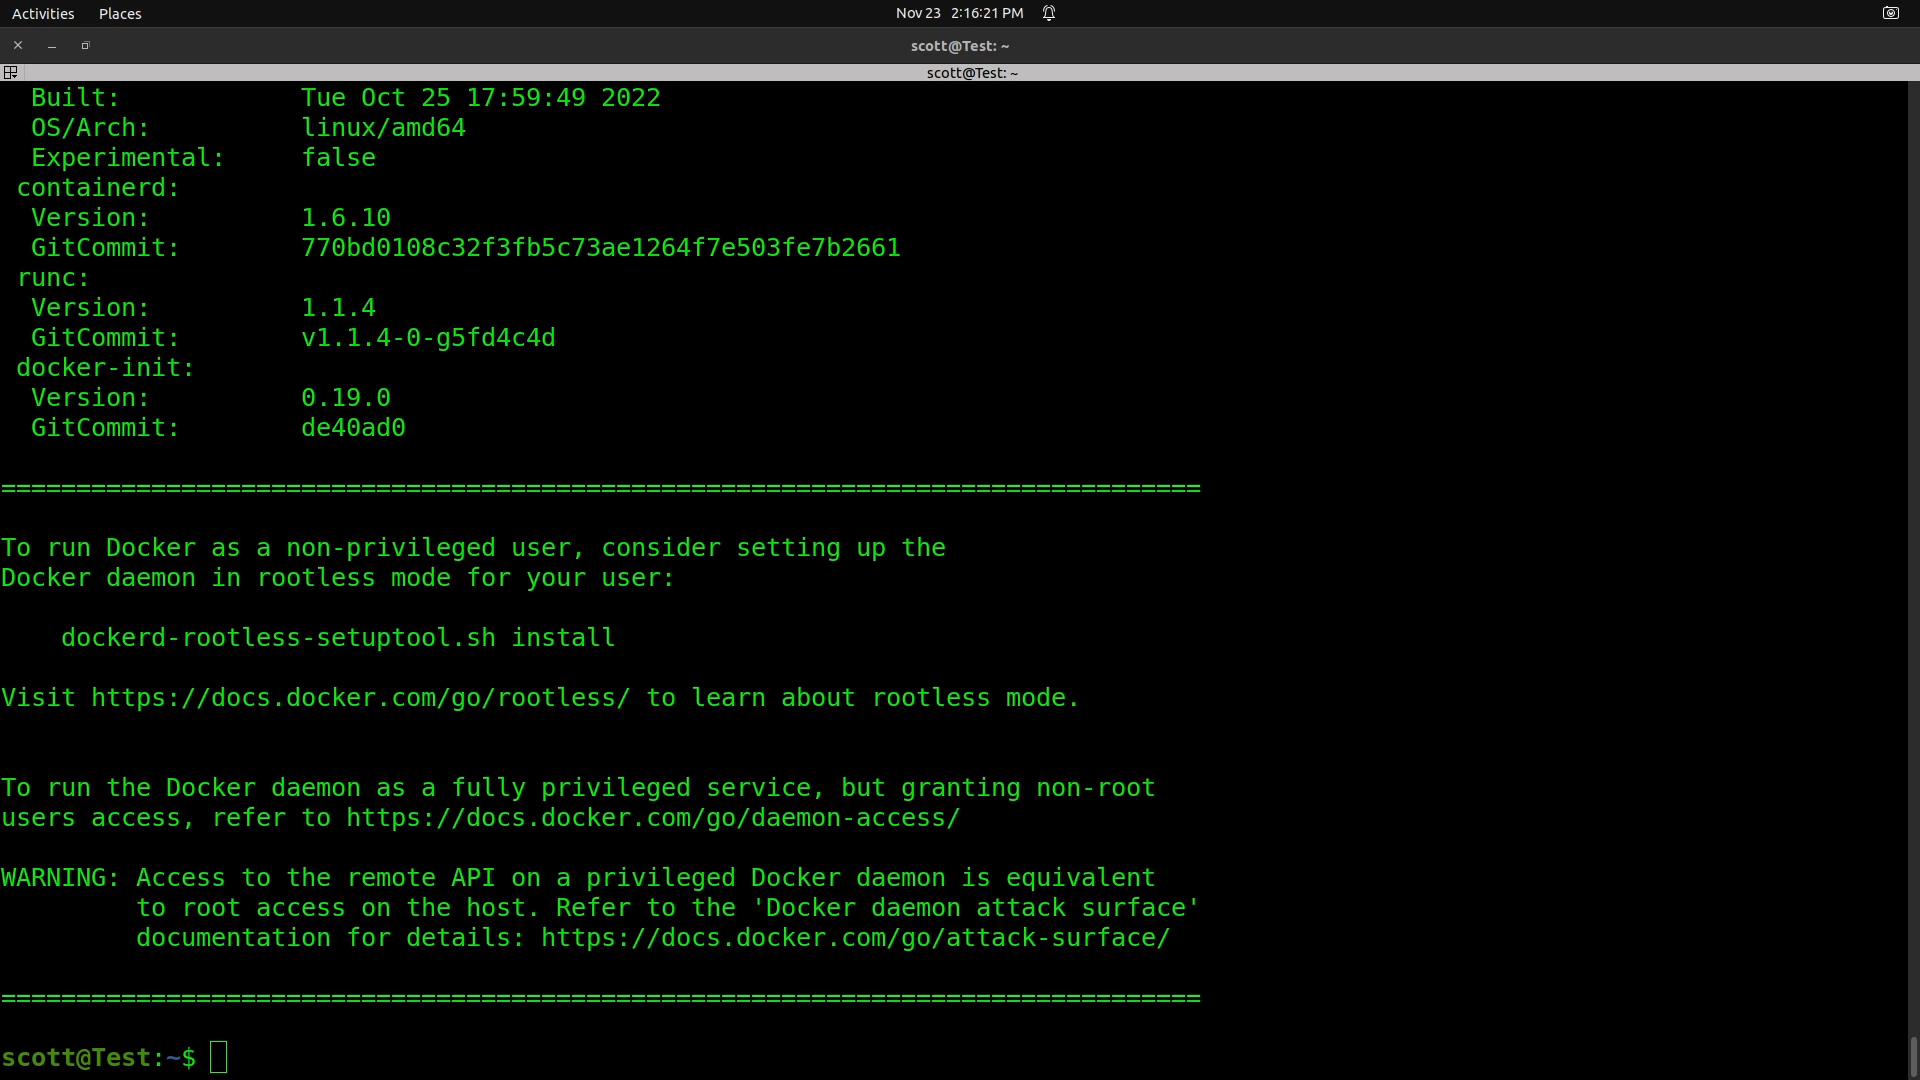 Activities Places Nov 23 2:16:21 PM
scott@Test: ~
scott@Test: ~
Built: Tue Oct 25 17:59:49 2022
OS/Arch: linux/amd64
Experimental: false
containerd:
Version: 1.6.10
GitCommit: 770bd0108c32f3fb5c73ae1264f7e503fe7b2661
runc:
Version: 1.1.4
GitCommit: v1.1.4-0-g5fd4c4d
docker-init:
Version: 0.19.0
GitCommit: de40ad0
================================================================================
To run Docker as a non-privileged user, consider setting up the
Docker daemon in rootless mode for your user:
dockerd-rootless-setuptool.sh install
Visit https://docs.docker.com/go/rootless/ to learn about rootless mode.
To run the Docker daemon as a fully privileged service, but granting non-root
users access, refer to https://docs.docker.com/go/daemon-access/
WARNING: Access to the remote API on a privileged Docker daemon is equivalent
to root access on the host. Refer to the 'Docker daemon attack surface'
documentation for details: https://docs.docker.com/go/attack-surface/
================================================================================
scott@Test:~$